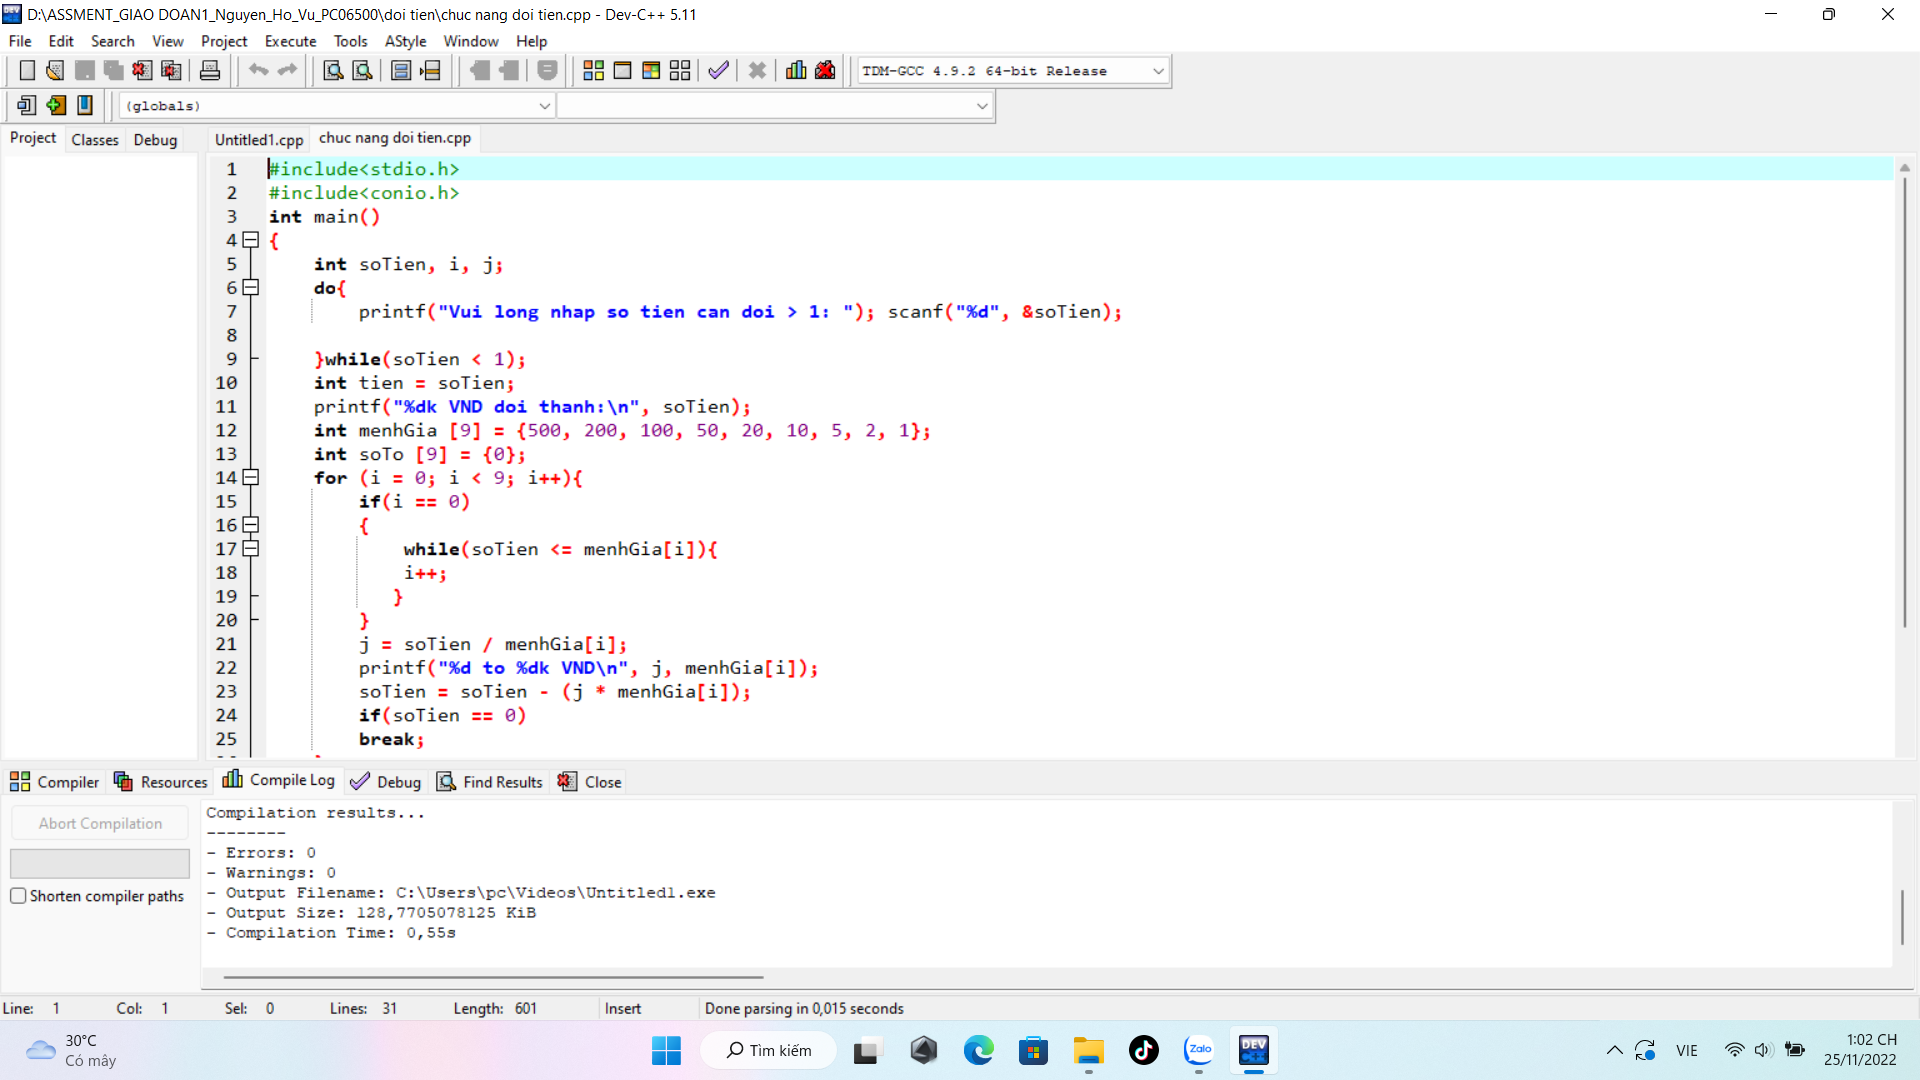 D:\ASSMENT_GIAO DOAN1_Nguyen_Ho_Vu_PC06500\doi tien\chuc nang doi tien.cpp - Dev-C++ 5.11
File Edit Search View Project Execute Tools AStyle Window Help
TDM-GCC 4.9.2 64-bit Release
(globals)
Project Classes Debug
Untitled1.cpp chuc nang doi tien.cpp
1 #include<stdio.h>
2 #include<conio.h>
3 int main()
4 {
5 int soTien, i, j;
6 do{
7 printf("Vui long nhap so tien can doi > 1: "); scanf("%d", &soTien);
8
9 }while(soTien < 1);
10 int tien = soTien;
11 printf("%dk VND doi thanh:\n", soTien);
12 int menhGia [9] = {500, 200, 100, 50, 20, 10, 5, 2, 1};
13 int soTo [9] = {0};
14 for (i = 0; i < 9; i++){
15 if(i == 0)
16 {
17 while(soTien <= menhGia[i]){
18 i++;
19 }
20 }
21 j = soTien / menhGia[i];
22 printf("%d to %dk VND\n", j, menhGia[i]);
23 soTien = soTien - (j * menhGia[i]);
24 if(soTien == 0)
25 break;
Compiler Resources Compile Log Debug Find Results Close
Abort Compilation
Shorten compiler paths
Compilation results...
--------
- Errors: 0
- Warnings: 0
- Output Filename: C:\Users\pc\Videos\Untitled1.exe
- Output Size: 128,7705078125 KiB
- Compilation Time: 0,55s
Line: 1 Col: 1 Sel: 0 Lines: 31 Length: 601 Insert Done parsing in 0,015 seconds
30°C
Có mây
Tìm kiếm
Zalo
DEV
VIE
1:02 CH
25/11/2022